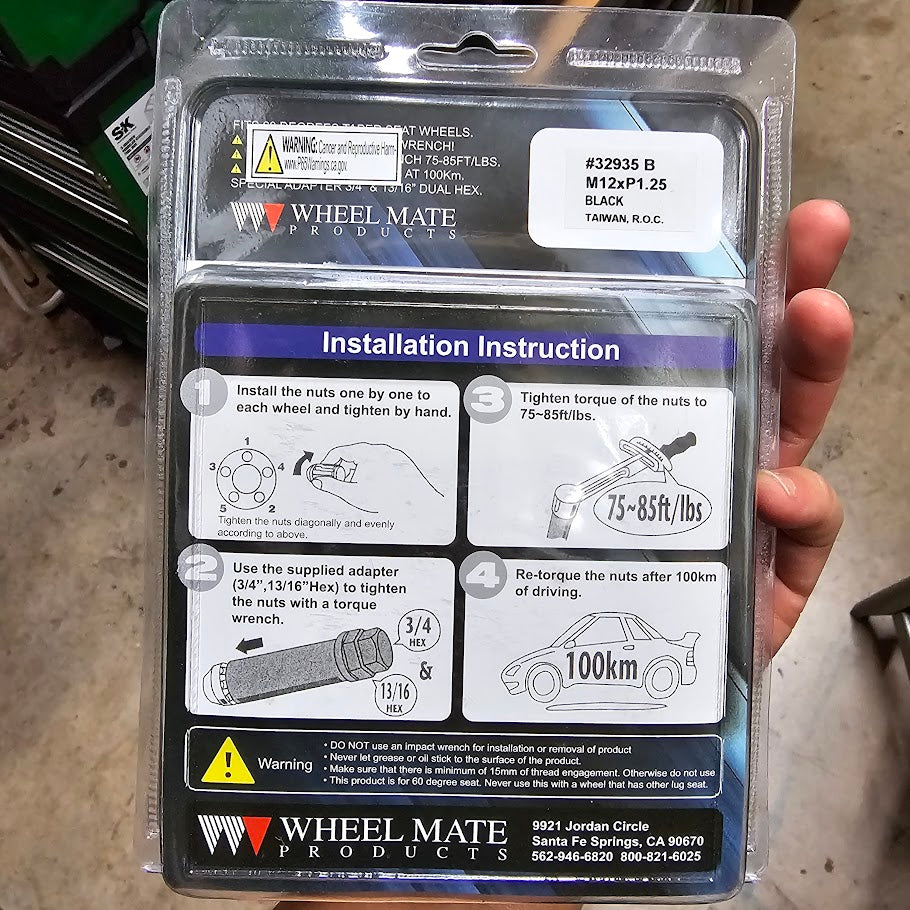 S·K
FITS 60 DEGREES TAPER SEAT WHEELS.
WRENCH!
NCH 75-85FT/LBS.
AT 100Km.
SPECIAL ADAPTER 3/4" & 13/16" DUAL HEX.
WARNING: Cancer and Reproductive Harm-
www.P65Warnings.ca.gov.
WHEEL MATE
PRODUCTS
#32935 B
M12xP1.25
BLACK
TAIWAN, R.O.C.
Installation Instruction
1
Install the nuts one by one to
each wheel and tighten by hand.
1
3
4
5
2
Tighten the nuts diagonally and evenly
according to above.
2
Use the supplied adapter
(3/4",13/16"Hex) to tighten
the nuts with a torque
wrench.
3/4
HEX
&
13/16
HEX
3
Tighten torque of the nuts to
75~85ft/lbs.
75~85ft/lbs
4
Re-torque the nuts after 100km
of driving.
100km
Warning
• DO NOT use an impact wrench for installation or removal of product
• Never let grease or oil stick to the surface of the product.
• Make sure that there is minimum of 15mm of thread engagement. Otherwise do not use
• This product is for 60 degree seat. Never use this with a wheel that has other lug seat.
WHEEL MATE
PRODUCTS
9921 Jordan Circle
Santa Fe Springs, CA 90670
562-946-6820 800-821-6025